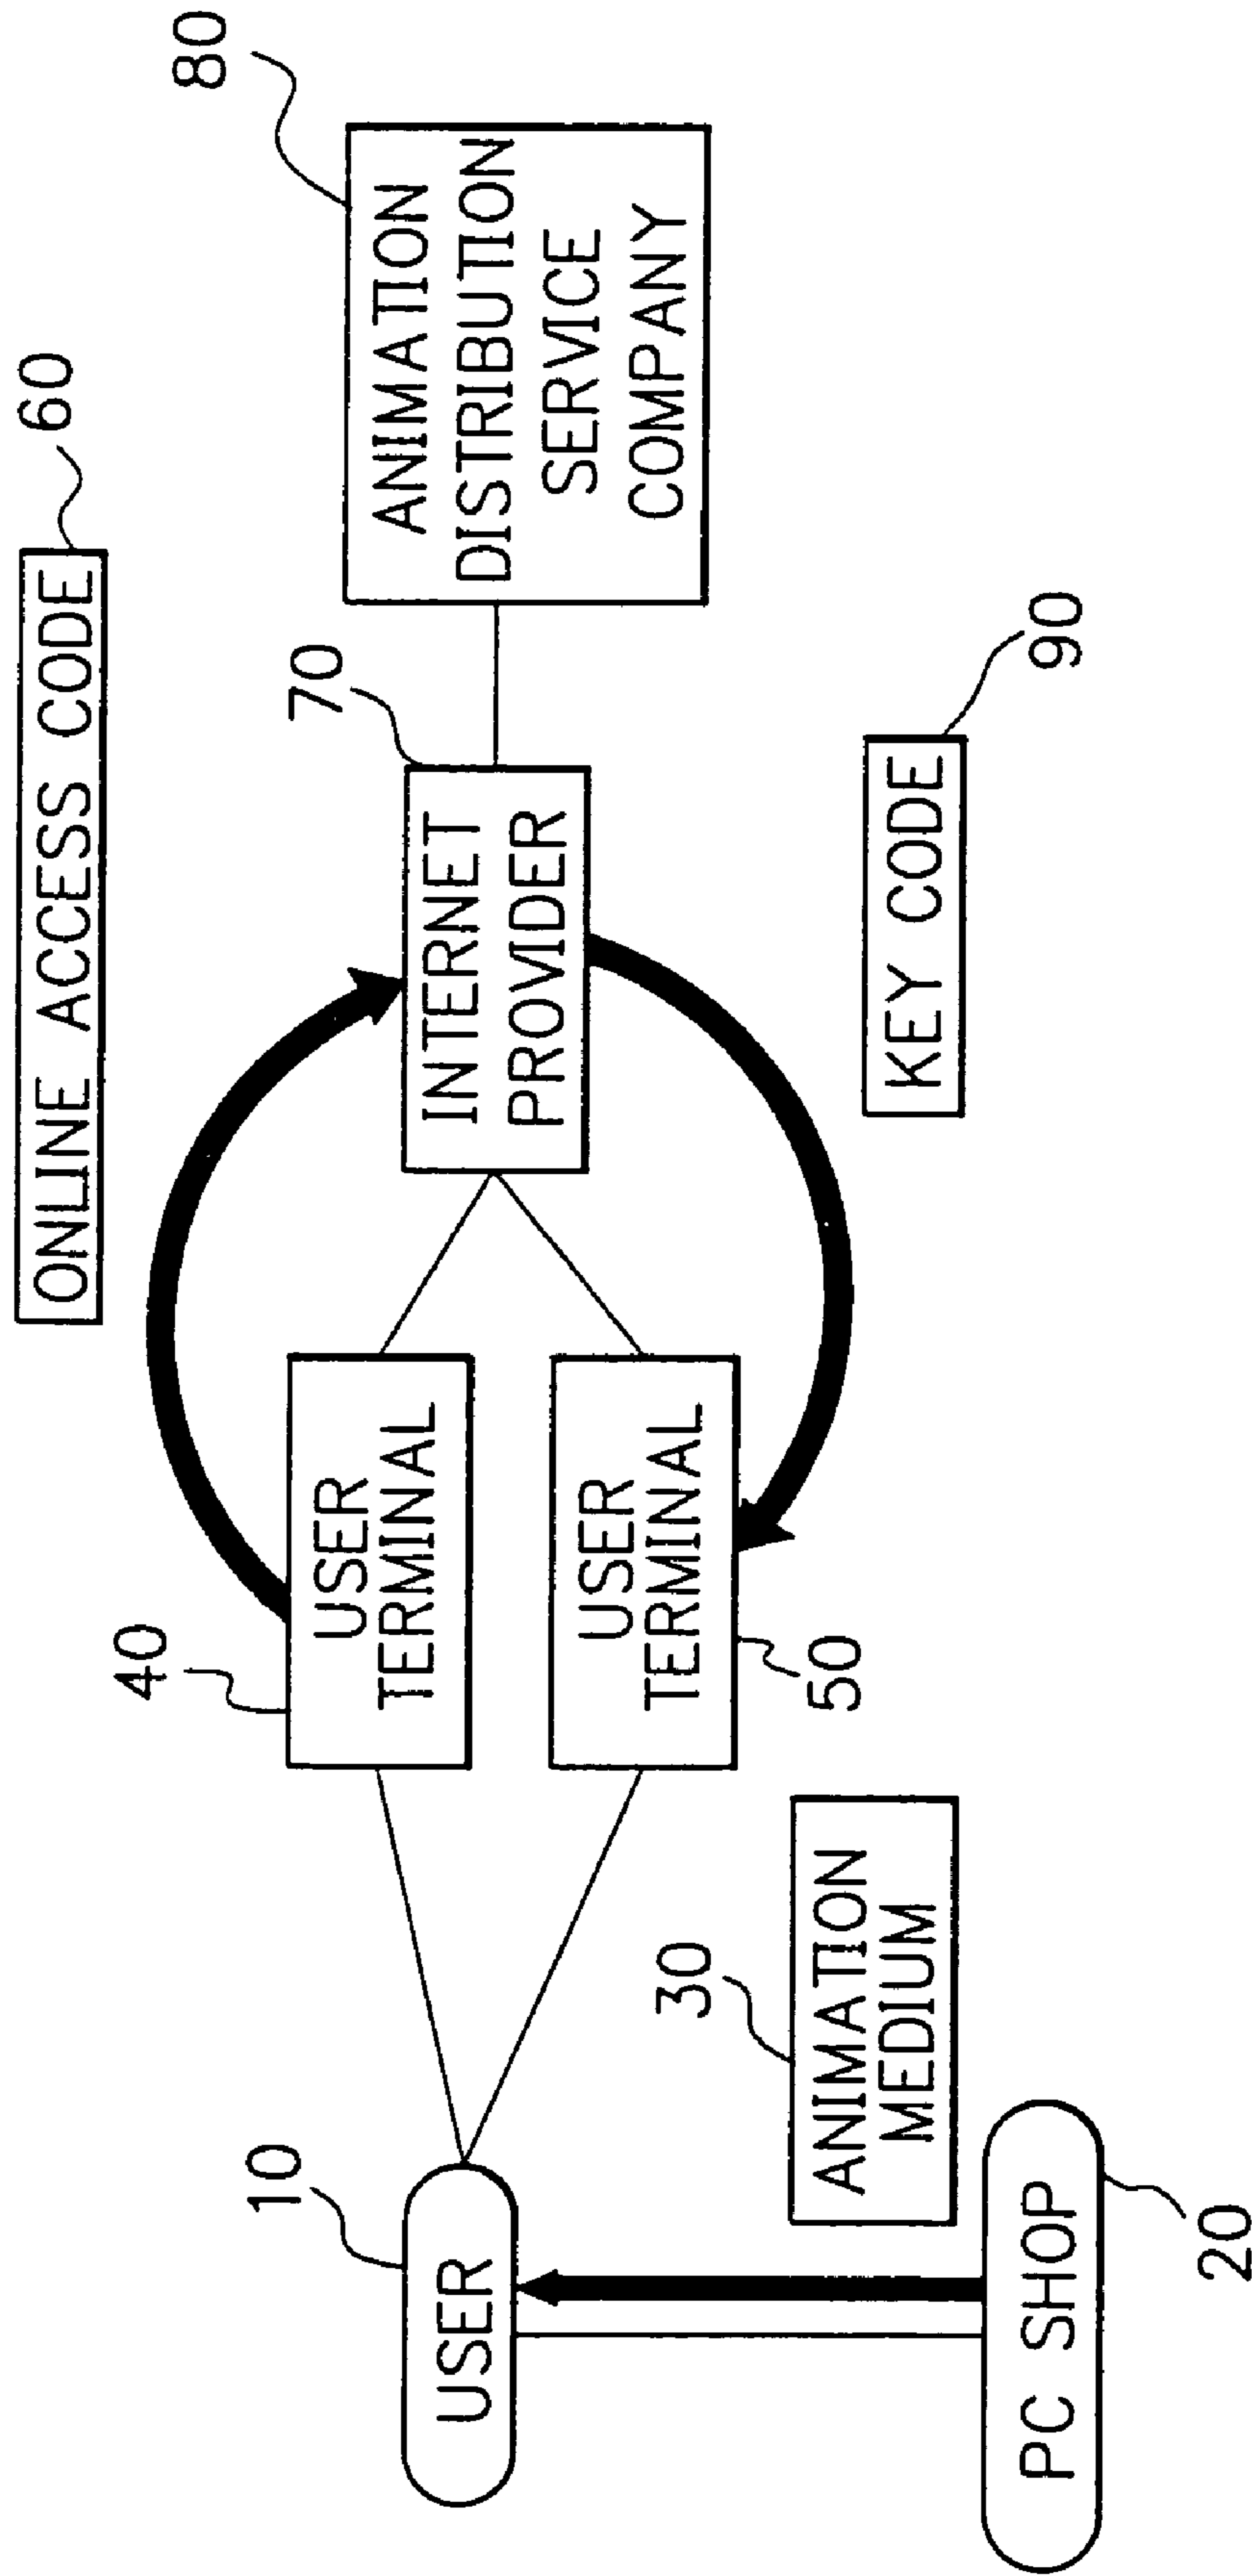 ONLINE ACCESS CODE
60
80
ANIMATION
DISTRIBUTION
SERVICE
COMPANY
70
INTERNET
PROVIDER
40
USER
TERMINAL
USER
TERMINAL
50
KEY CODE
90
10
USER
30
ANIMATION
MEDIUM
PC SHOP
20